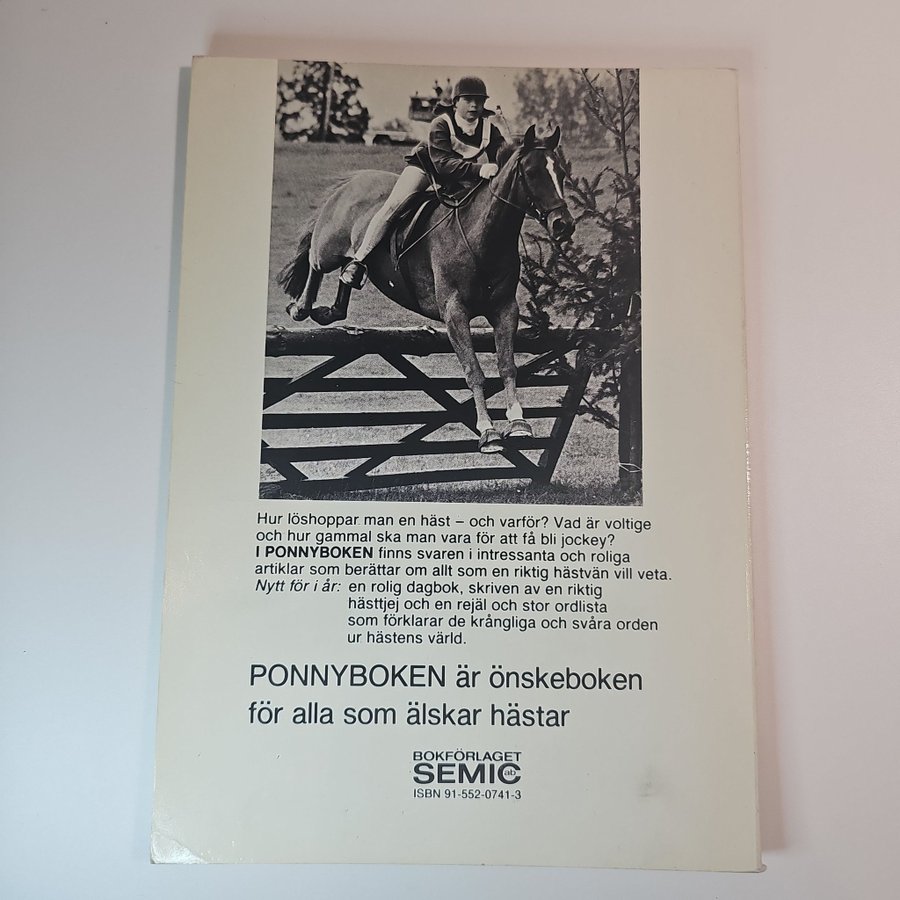 Hur löshoppar man en häst – och varför? Vad är voltige
och hur gammal ska man vara för att få bli jockey?
I PONNYBOKEN finns svaren i intressanta och roliga
artiklar som berättar om allt som en riktig hästvän vill veta.
Nytt för i år: en rolig dagbok, skriven av en riktig
hästtjej och en rejäl och stor ordlista
som förklarar de krångliga och svåra orden
ur hästens värld.
PONNYBOKEN är önskeboken
för alla som älskar hästar
BOKFÖRLAGET
SEMIC ab
ISBN 91-552-0741-3